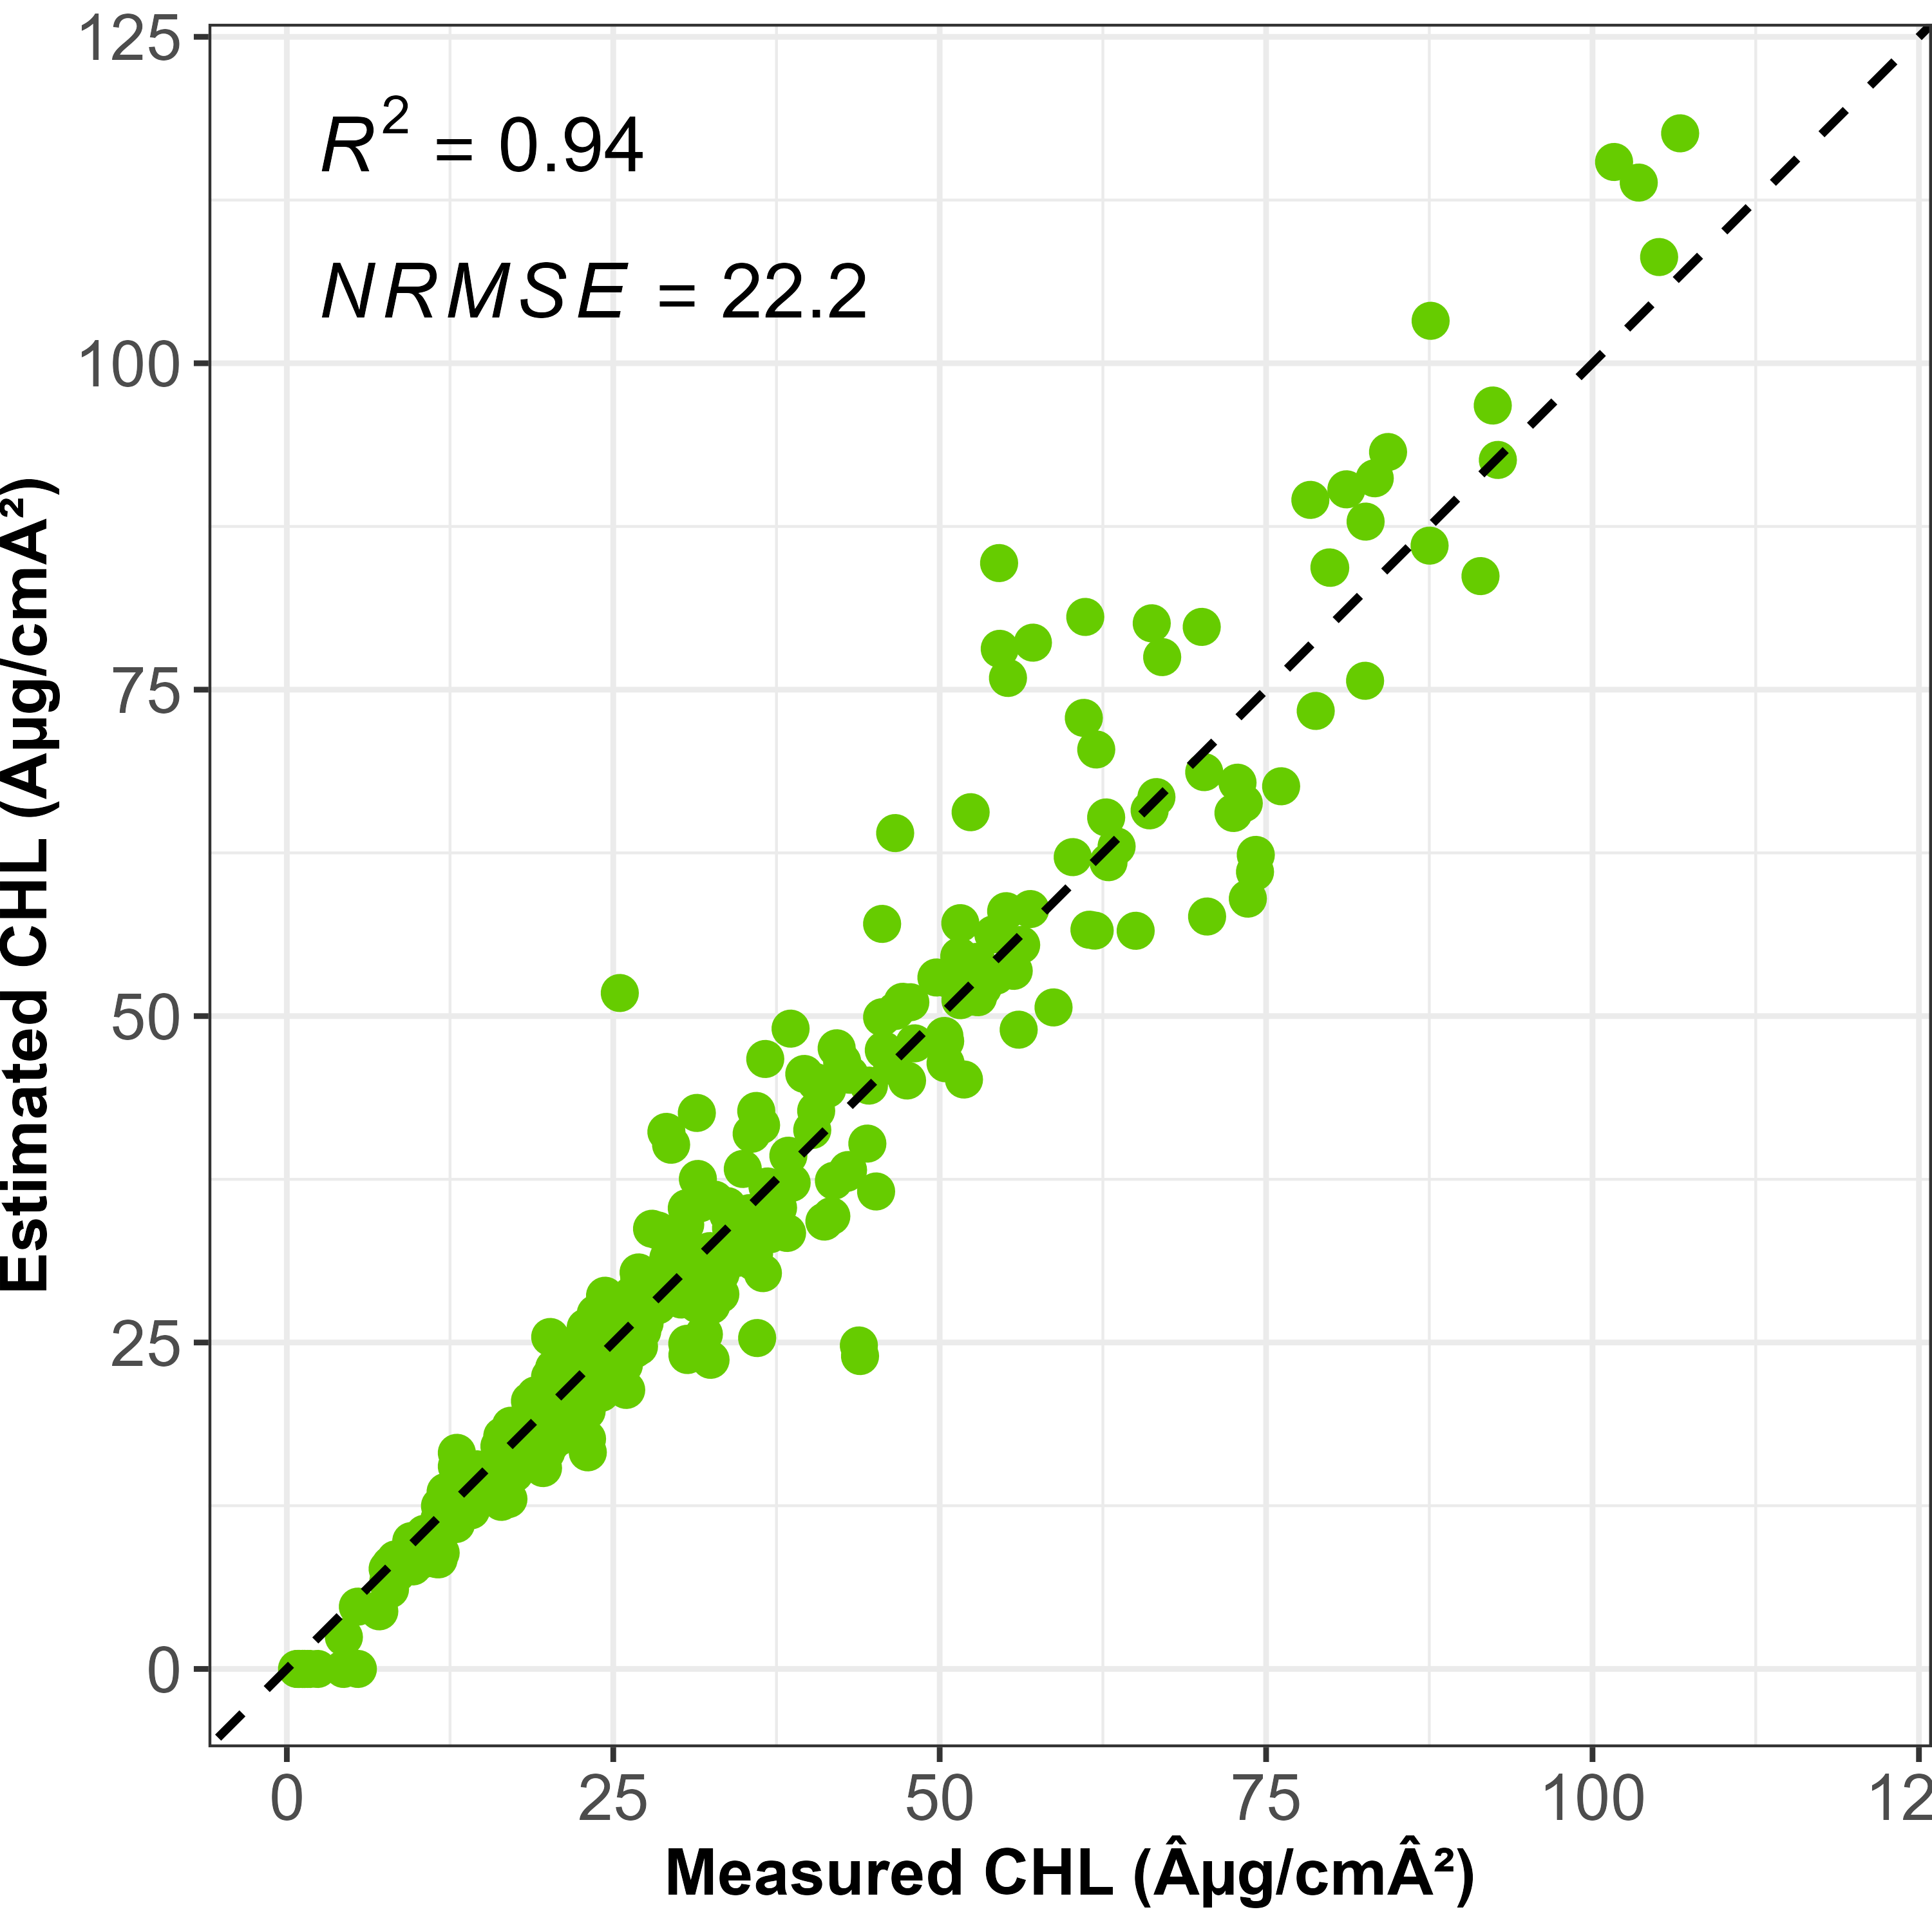 125
R² = 0.94
NRMSE = 22.2
100
75
50
25
0
Estimated CHL (Âµg/cmÂ²)
0 25 50 75 100 12
Measured CHL (Âµg/cmÂ²)